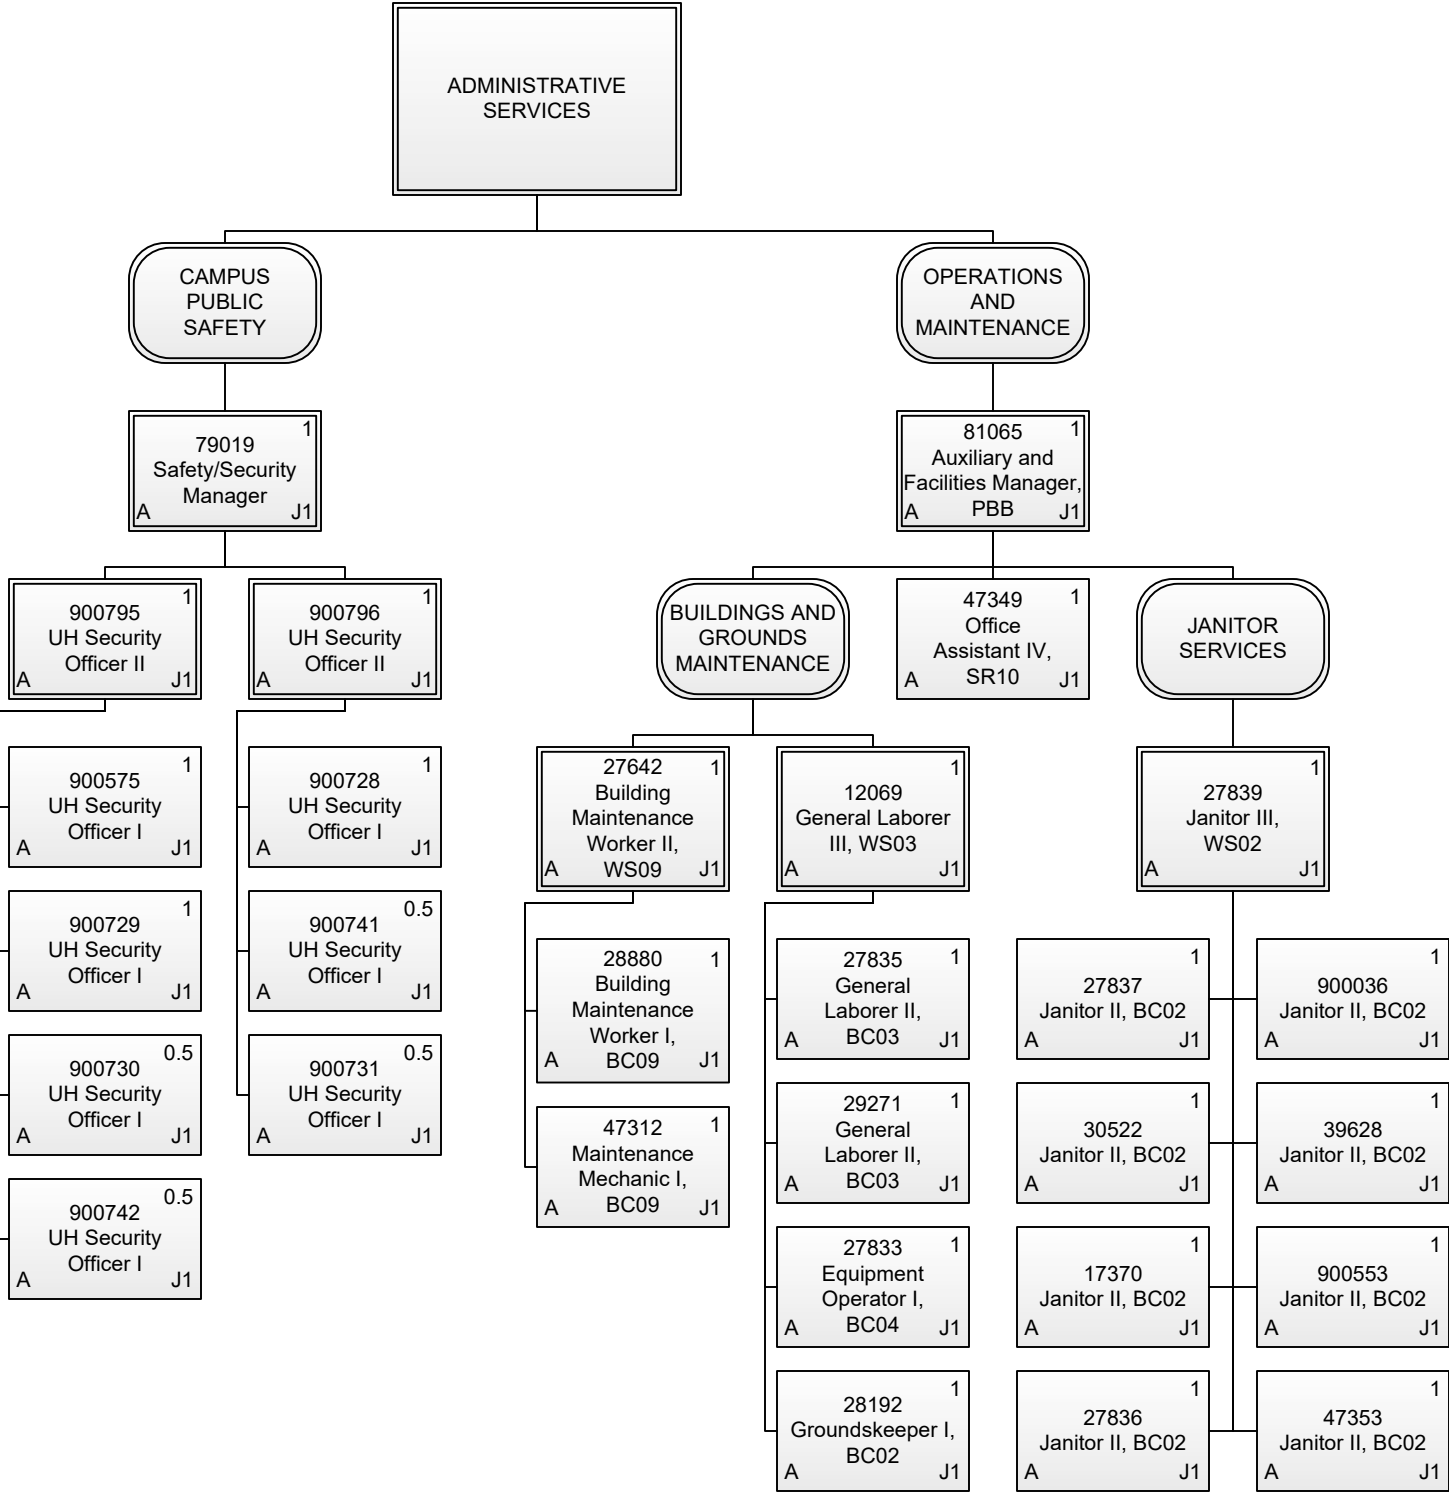 ADMINISTRATIVE
SERVICES
CAMPUS
PUBLIC
SAFETY
OPERATIONS
AND
MAINTENANCE
1
79019
Safety/Security
Manager
A J1
81065 1
Auxiliary and
Facilities Manager,
PBB
A J1
1
900795
UH Security
Officer II
A J1
1
900796
UH Security
Officer II
A J1
BUILDINGS AND
GROUNDS
MAINTENANCE
47349 1
Office
Assistant IV,
SR10
A J1
JANITOR
SERVICES
1
900575
UH Security
Officer I
A J1
1
900728
UH Security
Officer I
A J1
27642 1
Building
Maintenance
Worker II,
WS09
A J1
1
12069
General Laborer
III, WS03
A J1
1
27839
Janitor III,
WS02
A J1
1
900729
UH Security
Officer I
A J1
0.5
900741
UH Security
Officer I
A J1
28880 1
Building
Maintenance
Worker I,
BC09
A J1
27835 1
General
Laborer II,
BC03
A J1
1
27837
Janitor II, BC02
A J1
1
900036
Janitor II, BC02
A J1
0.5
900730
UH Security
Officer I
A J1
0.5
900731
UH Security
Officer I
A J1
47312 1
Maintenance
Mechanic I,
BC09
A J1
29271 1
General
Laborer II,
BC03
A J1
1
30522
Janitor II, BC02
A J1
1
39628
Janitor II, BC02
A J1
0.5
900742
UH Security
Officer I
A J1
27833 1
Equipment
Operator I,
BC04
A J1
1
17370
Janitor II, BC02
A J1
1
900553
Janitor II, BC02
A J1
1
28192
Groundskeeper I,
BC02
A J1
1
27836
Janitor II, BC02
A J1
1
47353
Janitor II, BC02
A J1